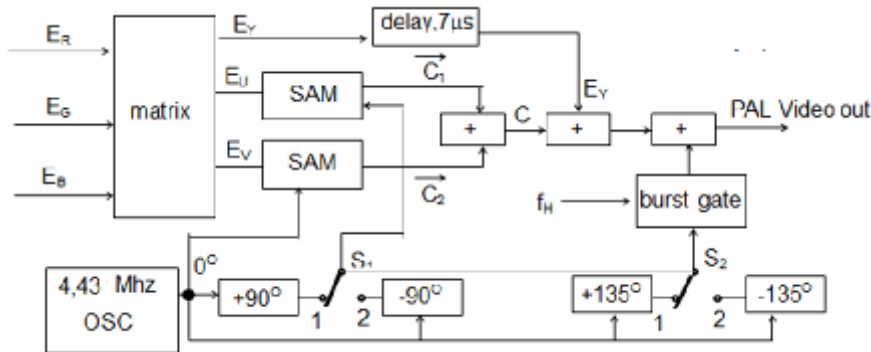 E_R
E_G
E_B
matrix
E_Y
E_U
E_V
delay,7µs
SAM
SAM
C_1
C_2
+
C
+
E_Y
+
PAL Video out
f_H
burst gate
4,43 Mhz
OSC
0°
+90°
S_1
1
2
-90°
+135°
S_2
1
2
-135°